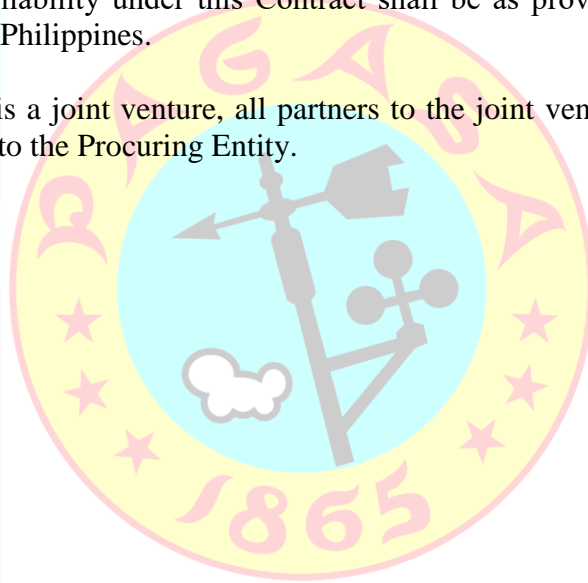 liability under this Contract shall be as prov
Philippines.
is a joint venture, all partners to the joint ven
to the Procuring Entity.
PAGASA
1865